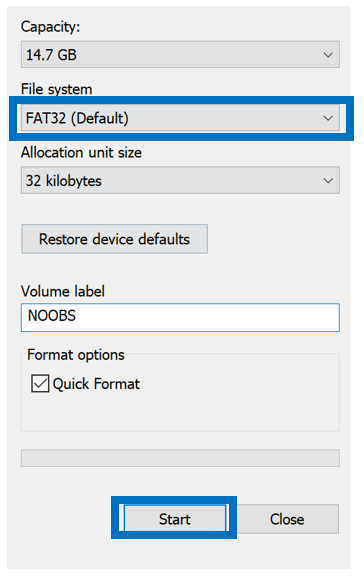 Capacity:
14.7 GB
File system
FAT32 (Default)
Allocation unit size
32 kilobytes
Restore device defaults
Volume label
NOOBS
Format options
Quick Format
Start Close